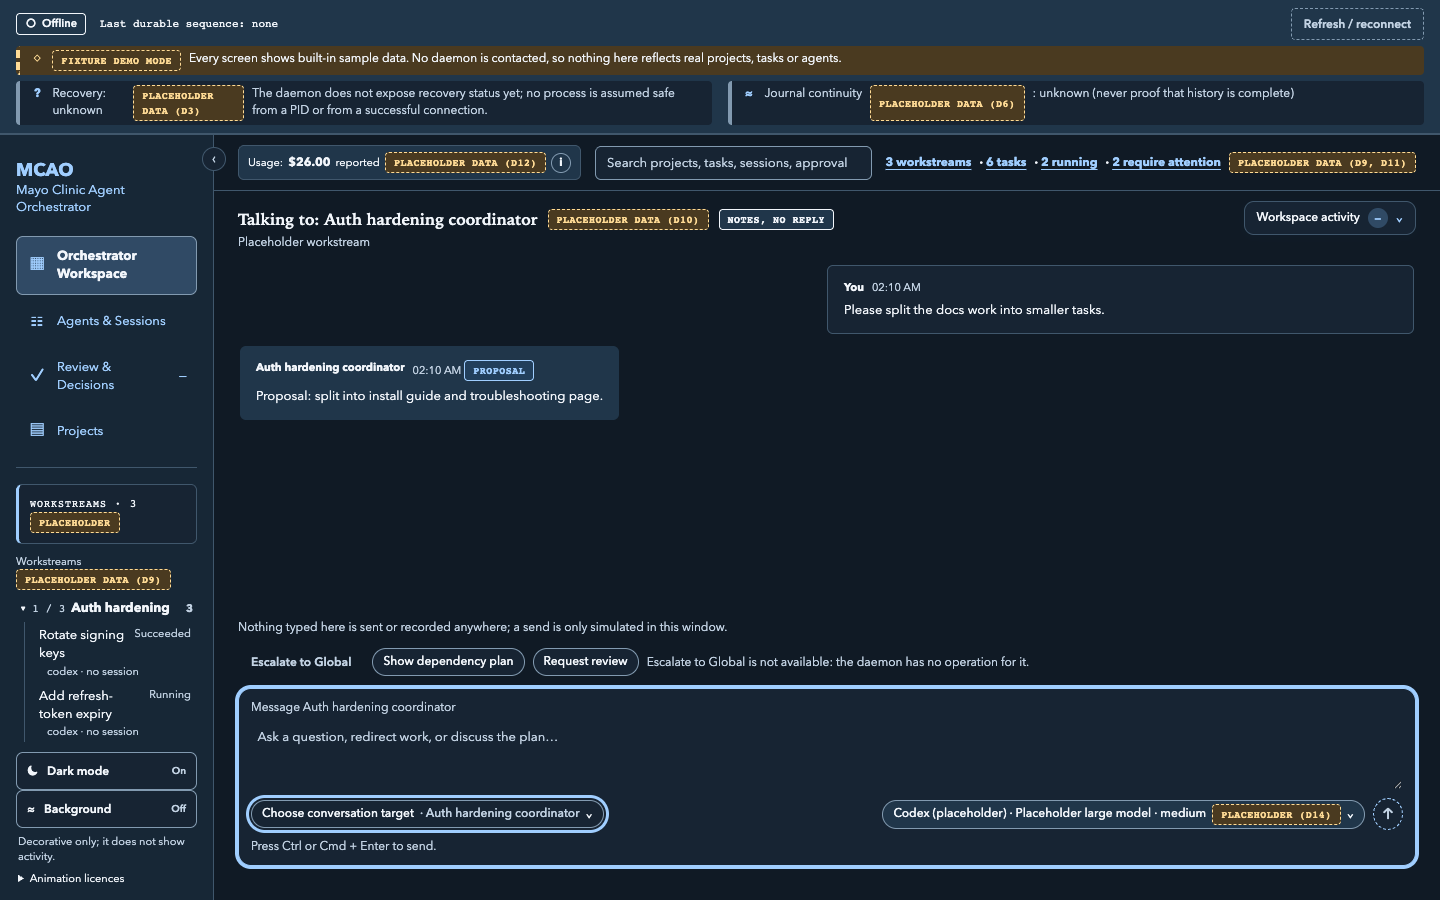 Offline
Last durable sequence: none
Refresh / reconnect
FIXTURE DEMO MODE
Every screen shows built-in sample data. No daemon is contacted, so nothing here reflects real projects, tasks or agents.
Recovery:
unknown
PLACEHOLDER
DATA (D3)
The daemon does not expose recovery status yet; no process is assumed safe
from a PID or from a successful connection.
Journal continuity
PLACEHOLDER DATA (D6)
: unknown (never proof that history is complete)
MCAO
Mayo Clinic Agent
Orchestrator
Orchestrator
Workspace
Agents & Sessions
Review &
Decisions
–
Projects
WORKSTREAMS · 3
PLACEHOLDER
Workstreams
PLACEHOLDER DATA (D9)
1 / 3 Auth hardening 3
Rotate signing
keys
Succeeded
codex · no session
Add refresh-
token expiry
Running
codex · no session
Dark mode On
Background Off
Decorative only; it does not show
activity.
Animation licences
Usage: $26.00 reported PLACEHOLDER DATA (D12) i
Search projects, tasks, sessions, approval
3 workstreams · 6 tasks · 2 running · 2 require attention PLACEHOLDER DATA (D9, D11)
Talking to: Auth hardening coordinator PLACEHOLDER DATA (D10) NOTES, NO REPLY
Placeholder workstream
Workspace activity –
You 02:10 AM
Please split the docs work into smaller tasks.
Auth hardening coordinator 02:10 AM PROPOSAL
Proposal: split into install guide and troubleshooting page.
Nothing typed here is sent or recorded anywhere; a send is only simulated in this window.
Escalate to Global Show dependency plan Request review Escalate to Global is not available: the daemon has no operation for it.
Message Auth hardening coordinator
Ask a question, redirect work, or discuss the plan…
Choose conversation target · Auth hardening coordinator
Codex (placeholder) · Placeholder large model · medium PLACEHOLDER (D14)
Press Ctrl or Cmd + Enter to send.